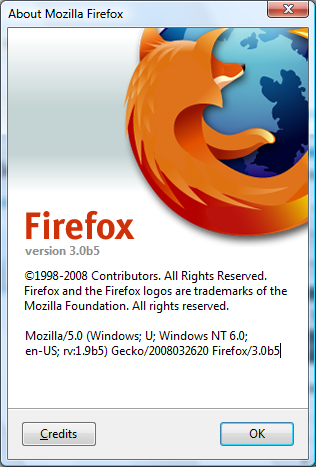 About Mozilla Firefox
Firefox
version 3.0b5
©1998-2008 Contributors. All Rights Reserved.
Firefox and the Firefox logos are trademarks of the
Mozilla Foundation. All rights reserved.
Mozilla/5.0 (Windows; U; Windows NT 6.0;
en-US; rv:1.9b5) Gecko/2008032620 Firefox/3.0b5
Credits
OK